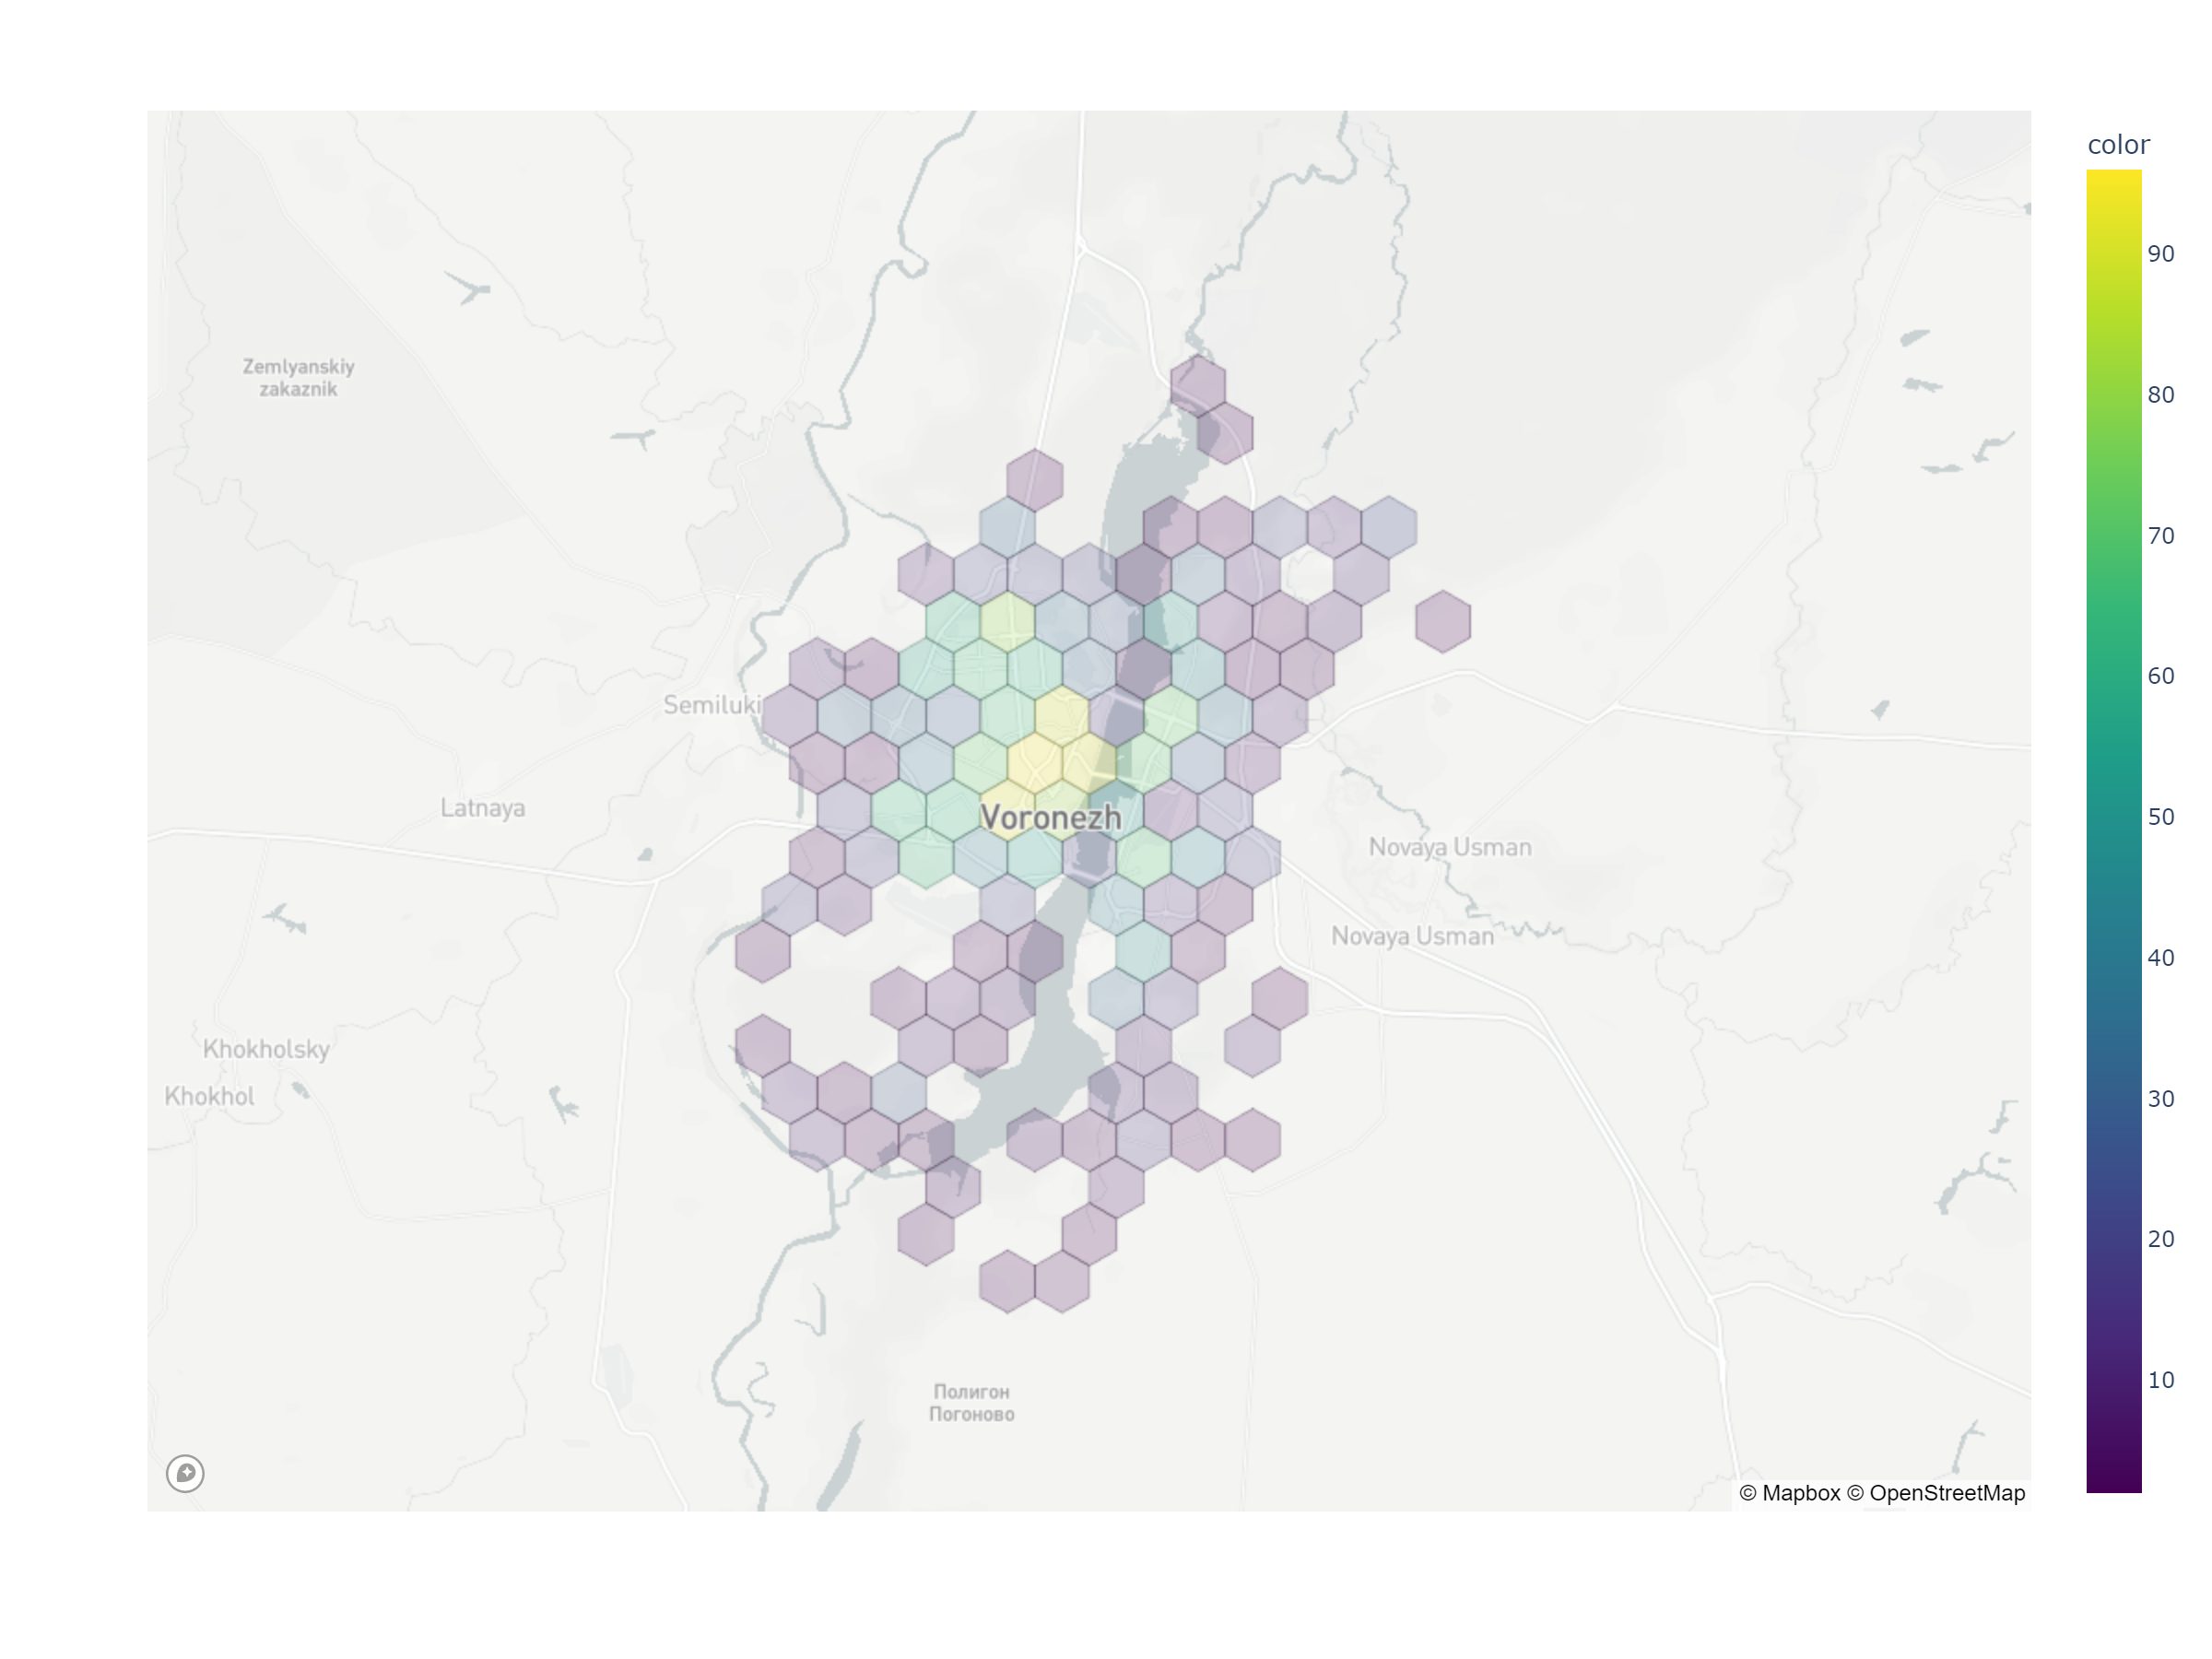 color
90
80
70
60
50
40
30
20
10
Zemlyanskiy
zakaznik
Semiluki
Latnaya
Voronezh
Novaya Usman
Novaya Usman
Khokholsky
Khokhol
Полигон
Погоново
© Mapbox © OpenStreetMap